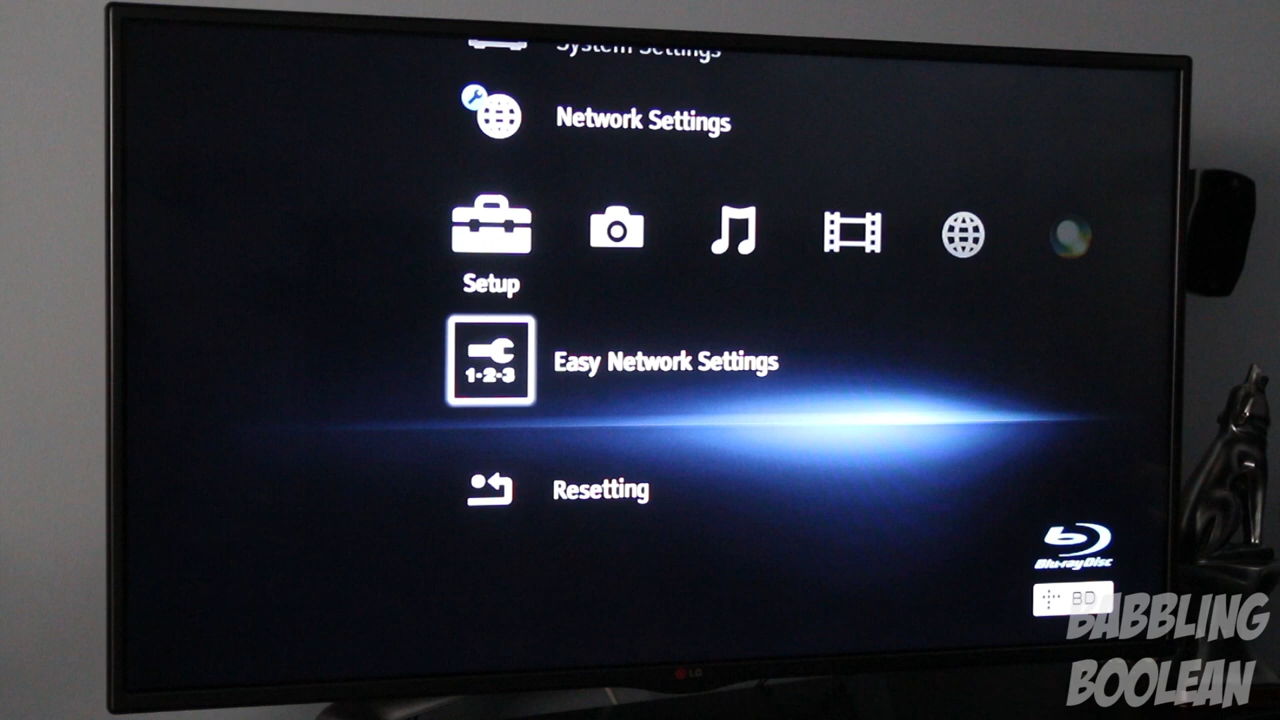 System Settings
Network Settings
Setup
1·2·3
Easy Network Settings
Resetting
Blu-ray Disc
BD
LG
BABBLING
BOOLEAN